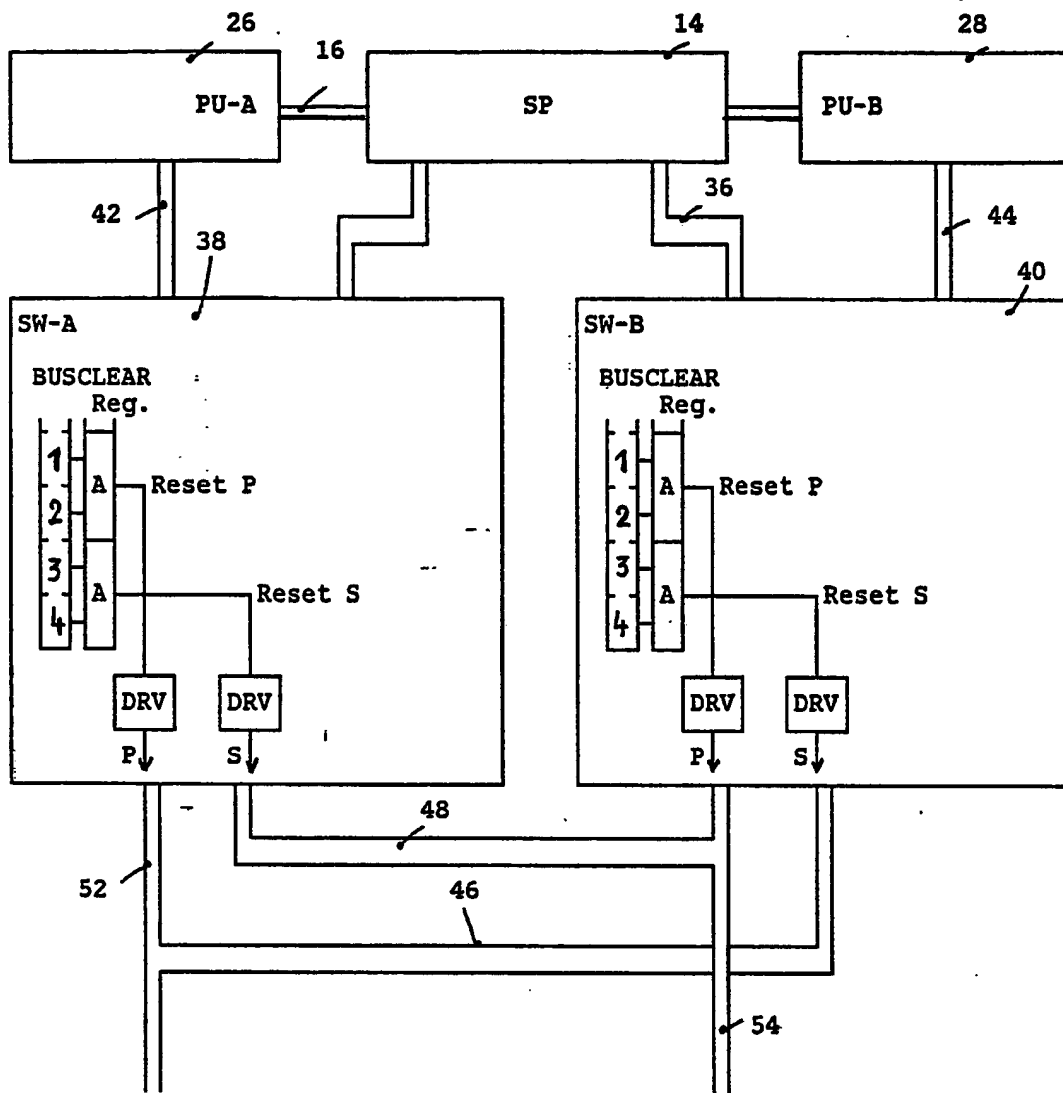 26 14 28
16
PU-A SP PU-B
42 36 44
38 40
SW-A SW-B
BUSCLEAR BUSCLEAR
Reg. Reg.
1 1
A Reset P A Reset P
2 2
3 3
A Reset S A Reset S
4 4
DRV DRV DRV DRV
P S P S
48
52
46
54